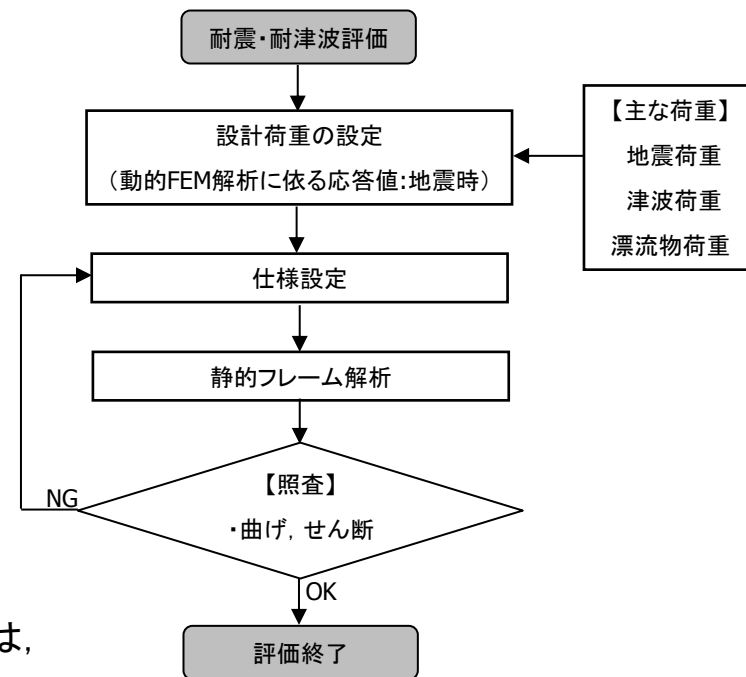 耐震・耐津波評価
設計荷重の設定
（動的FEM解析に依る応答値:地震時）
【主な荷重】
地震荷重
津波荷重
漂流物荷重
仕様設定
静的フレーム解析
【照査】
・曲げ，せん断
NG
OK
は，
評価終了